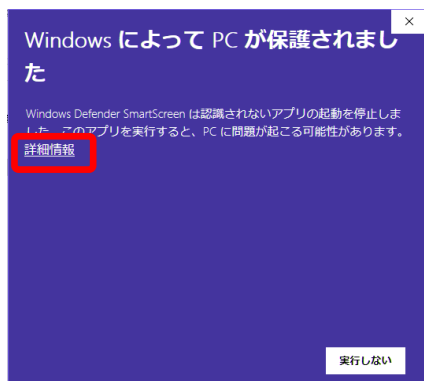 Windows によって PC が保護されまし
た
Windows Defender SmartScreen は認識されないアプリの起動を停止しま
した。このアプリを実行すると、PC に問題が起こる可能性があります。
詳細情報
実行しない